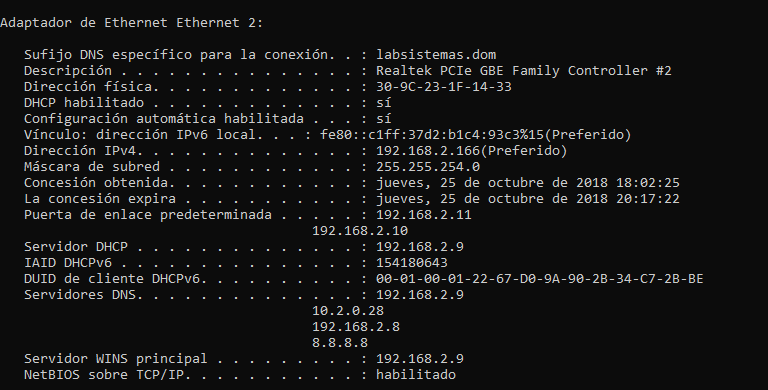 Adaptador de Ethernet Ethernet 2:
Sufijo DNS específico para la conexión. . : labsistemas.dom
Descripción . . . . . . . . . . . . . . . : Realtek PCIe GBE Family Controller #2
Dirección física. . . . . . . . . . . . . : 30-9C-23-1F-14-33
DHCP habilitado . . . . . . . . . . . . . : sí
Configuración automática habilitada . . . : sí
Vínculo: dirección IPv6 local. . . : fe80::c1ff:37d2:b1c4:93c3%15(Preferido)
Dirección IPv4. . . . . . . . . . . . . . : 192.168.2.166(Preferido)
Máscara de subred . . . . . . . . . . . . : 255.255.254.0
Concesión obtenida. . . . . . . . . . . . : jueves, 25 de octubre de 2018 18:02:25
La concesión expira . . . . . . . . . . . : jueves, 25 de octubre de 2018 20:17:22
Puerta de enlace predeterminada . . . . . : 192.168.2.11
192.168.2.10
Servidor DHCP . . . . . . . . . . . . . . : 192.168.2.9
IAID DHCPv6 . . . . . . . . . . . . . . . : 154180643
DUID de cliente DHCPv6. . . . . . . . . . : 00-01-00-01-22-67-D0-9A-90-2B-34-C7-2B-BE
Servidores DNS. . . . . . . . . . . . . . : 192.168.2.9
10.2.0.28
192.168.2.8
8.8.8.8
Servidor WINS principal . . . . . . . . . : 192.168.2.9
NetBIOS sobre TCP/IP. . . . . . . . . . . : habilitado